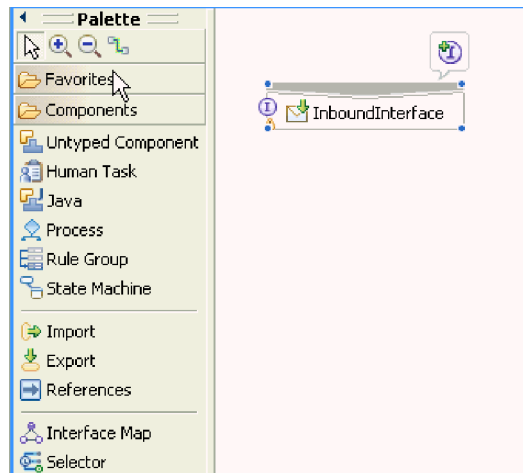 Palette
Favorites
Components
Untyped Component
Human Task
Java
Process
Rule Group
State Machine
Import
Export
References
Interface Map
Selector
I
I InboundInterface